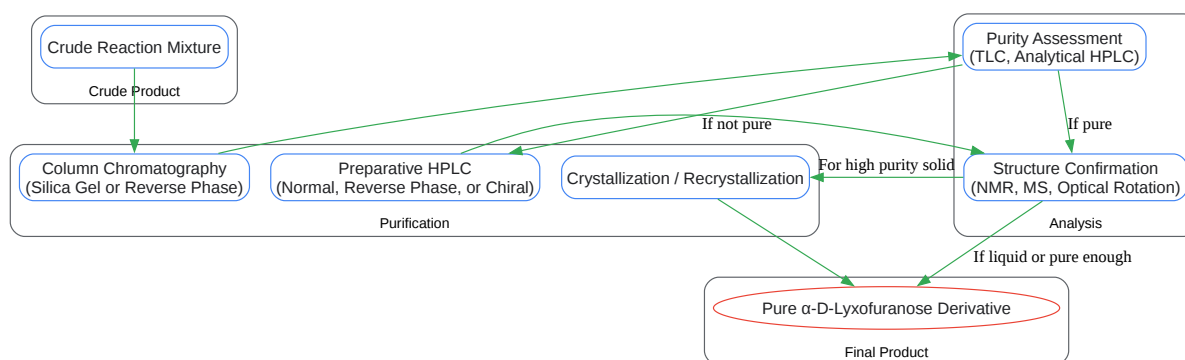 Crude Reaction Mixture
Crude Product
Purity Assessment
(TLC, Analytical HPLC)
If not pure
If pure
Column Chromatography
(Silica Gel or Reverse Phase)
Preparative HPLC
(Normal, Reverse Phase, or Chiral)
Crystallization / Recrystallization
For high purity solid
Structure Confirmation
(NMR, MS, Optical Rotation)
Purification
Analysis
If liquid or pure enough
Pure α-D-Lyxofuranose Derivative
Final Product